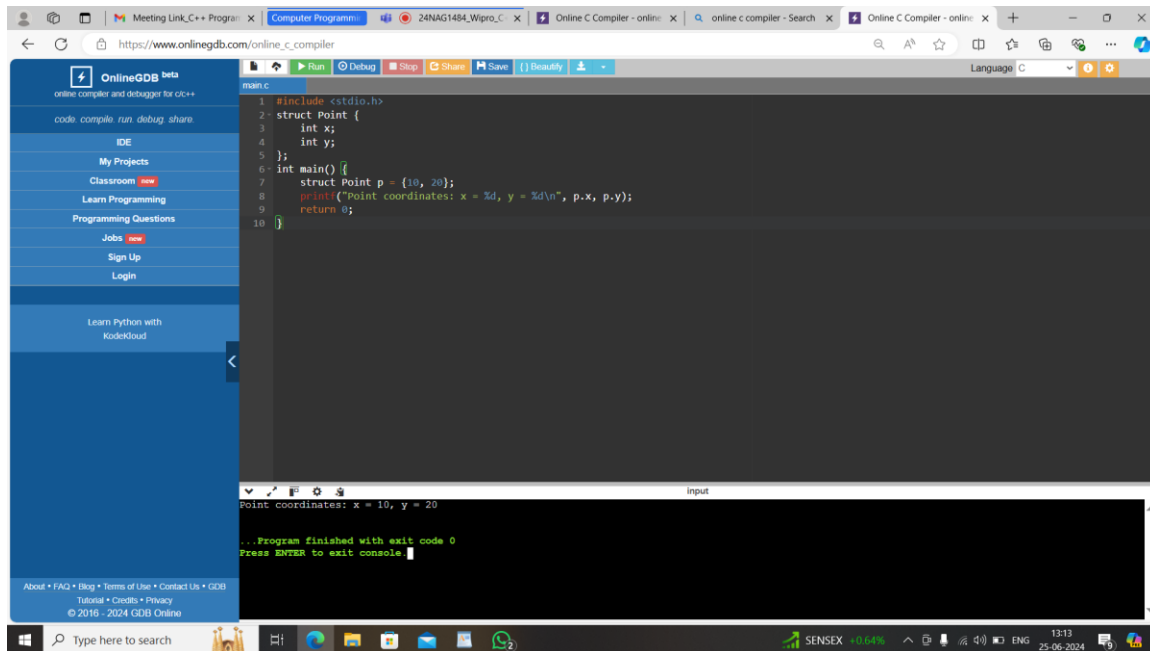 Meeting Link_C++ Program
Computer Programmi
24NAG1484_Wipro_C-
Online C Compiler - online
online c compiler - Search
Online C Compiler - online
https://www.onlinegdb.com/online_c_compiler
OnlineGDB beta
online compiler and debugger for c/c++
code. compile. run. debug. share.
IDE
My Projects
Classroom new
Learn Programming
Programming Questions
Jobs new
Sign Up
Login
Learn Python with
KodeKloud
About • FAQ • Blog • Terms of Use • Contact Us • GDB
Tutorial • Credits • Privacy
© 2016 - 2024 GDB Online
Run Debug Stop Share Save { } Beautify
Language C
main.c
1 #include <stdio.h>
2 struct Point {
3 int x;
4 int y;
5 };
6 int main() {
7 struct Point p = {10, 20};
8 printf("Point coordinates: x = %d, y = %d\n", p.x, p.y);
9 return 0;
10 }
input
Point coordinates: x = 10, y = 20
...Program finished with exit code 0
Press ENTER to exit console.
Type here to search
2
SENSEX +0.64%
ENG
13:13
25-06-2024
9